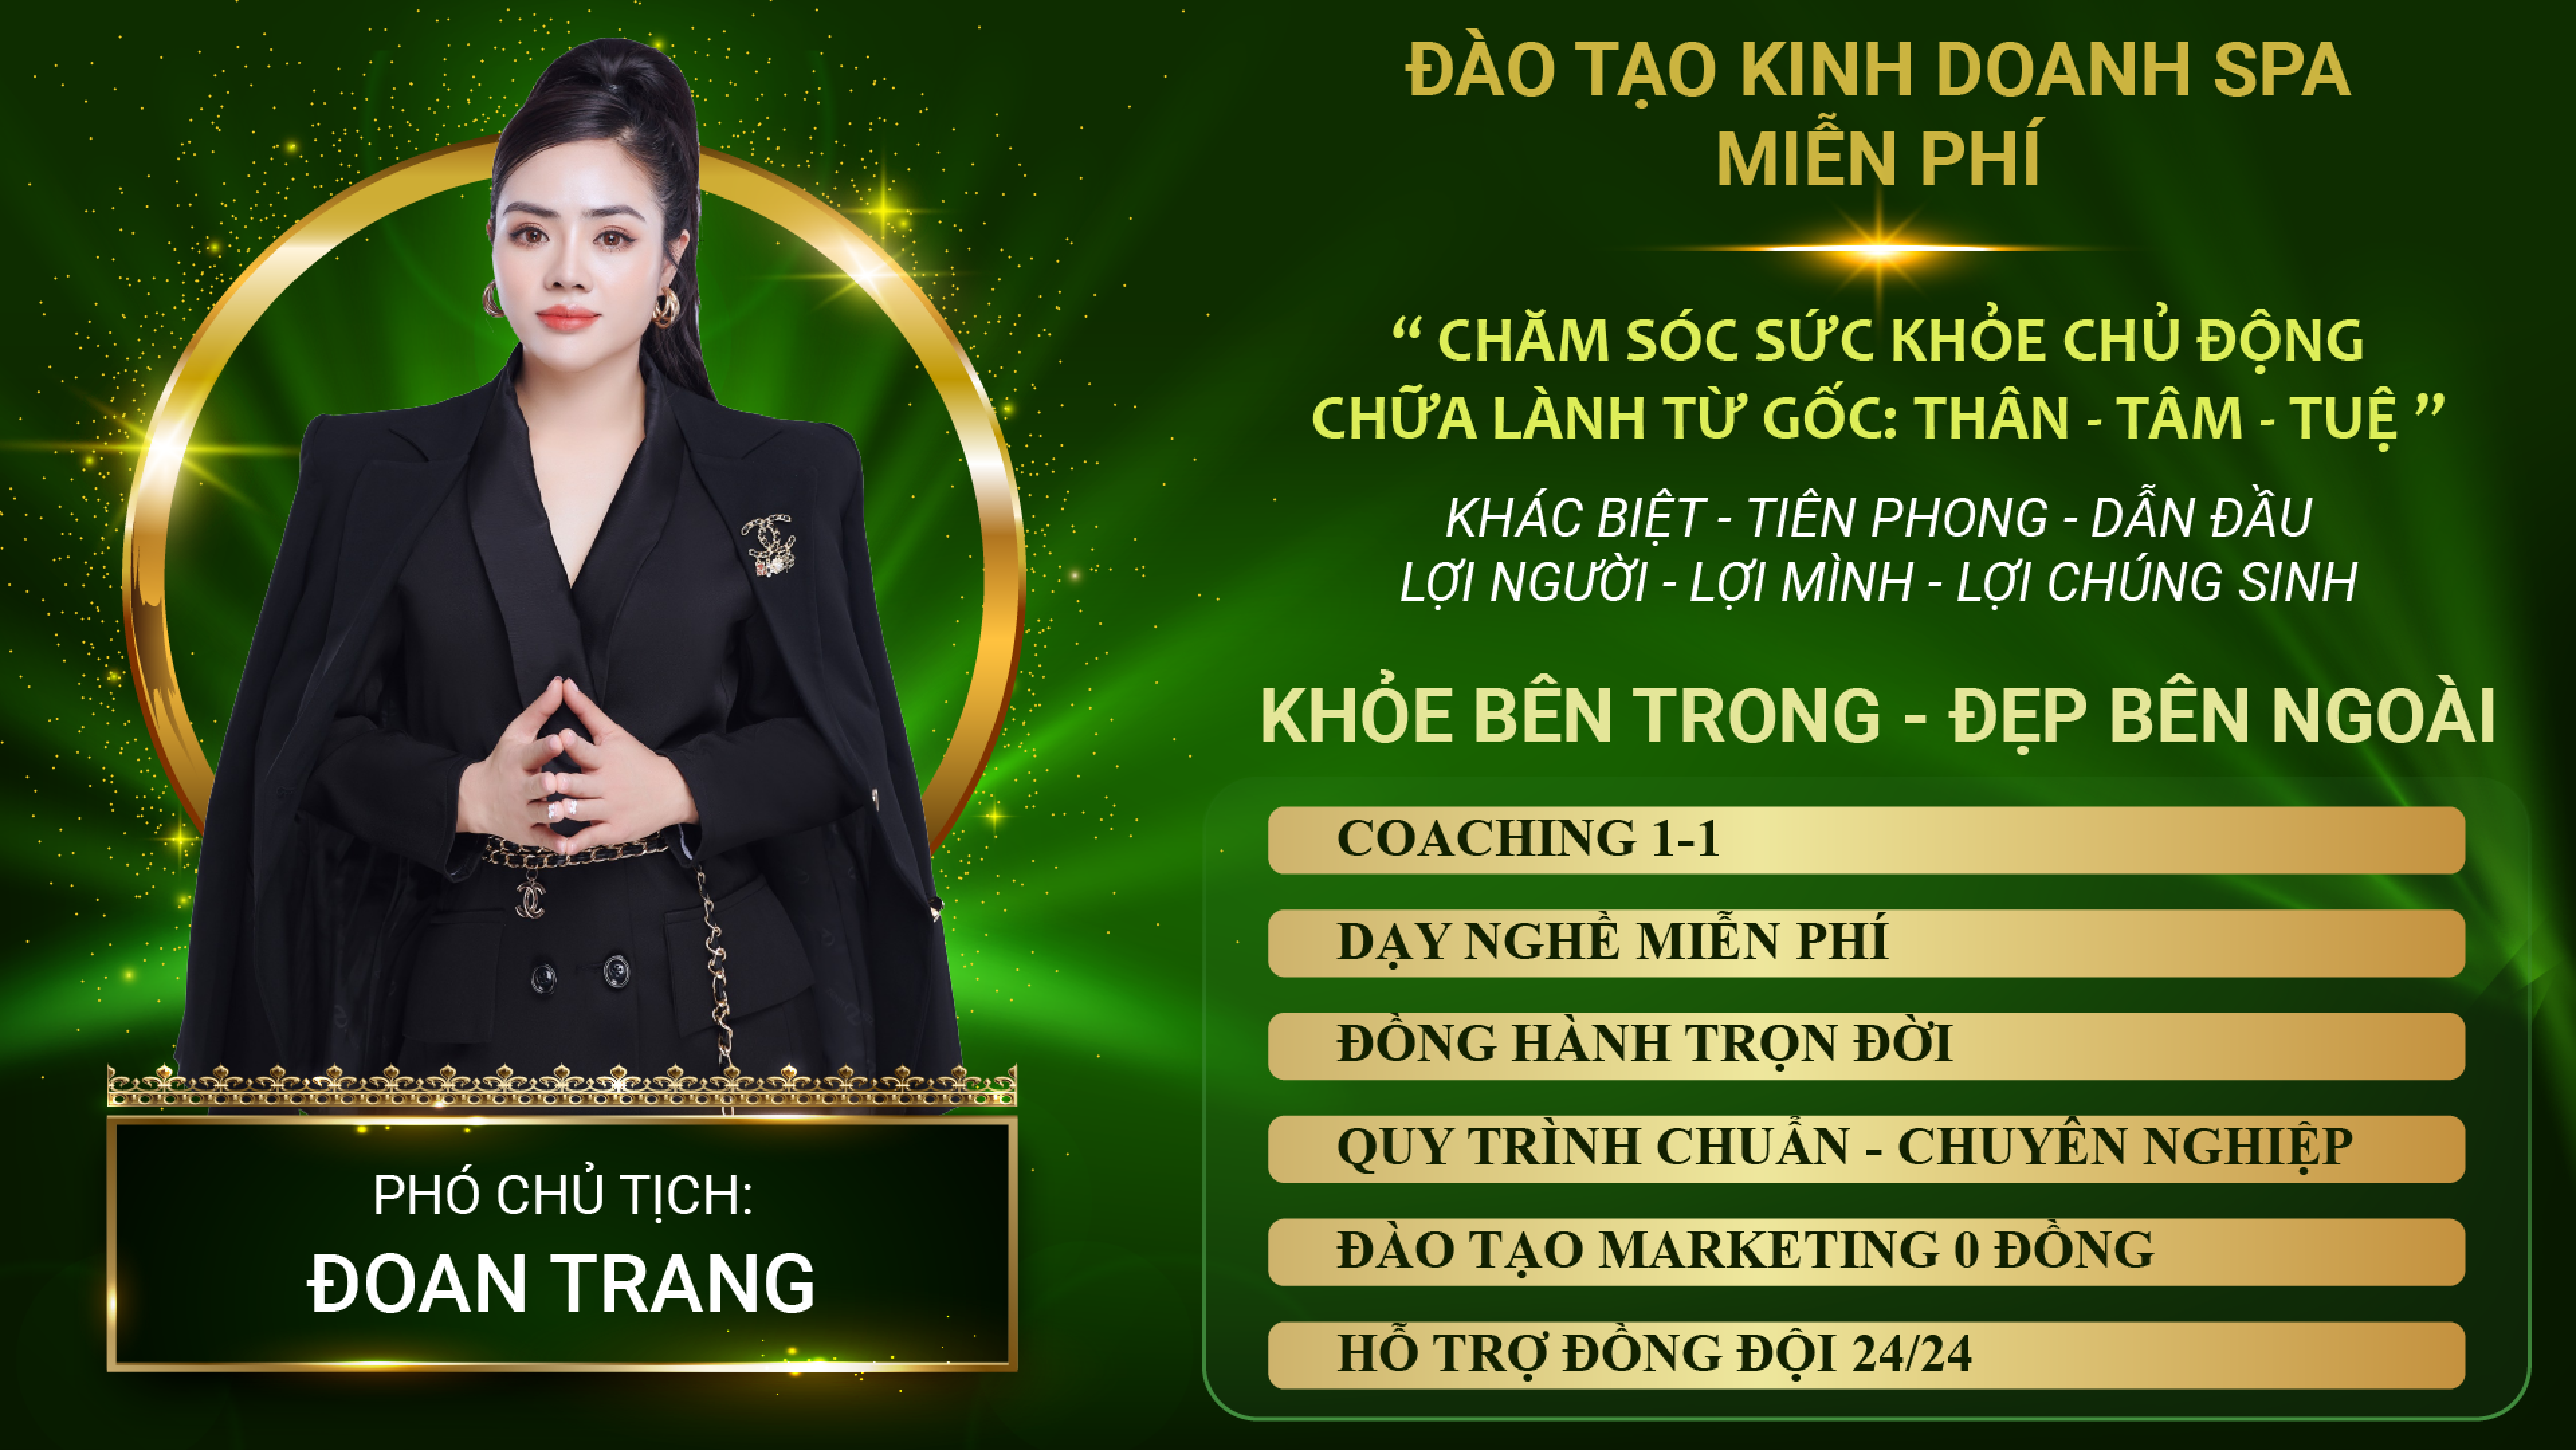 ĐÀO TẠO KINH DOANH SPA
MIỄN PHÍ
“ CHĂM SÓC SỨC KHỎE CHỦ ĐỘNG
CHỮA LÀNH TỪ GỐC: THÂN - TÂM - TUỆ ”
KHÁC BIỆT - TIÊN PHONG - DẪN ĐẦU
LỢI NGƯỜI - LỢI MÌNH - LỢI CHÚNG SINH
KHỎE BÊN TRONG - ĐẸP BÊN NGOÀI
COACHING 1-1
DẠY NGHỀ MIỄN PHÍ
ĐỒNG HÀNH TRỌN ĐỜI
QUY TRÌNH CHUẨN - CHUYÊN NGHIỆP
ĐÀO TẠO MARKETING 0 ĐỒNG
HỖ TRỢ ĐỒNG ĐỘI 24/24
PHÓ CHỦ TỊCH:
ĐOAN TRANG